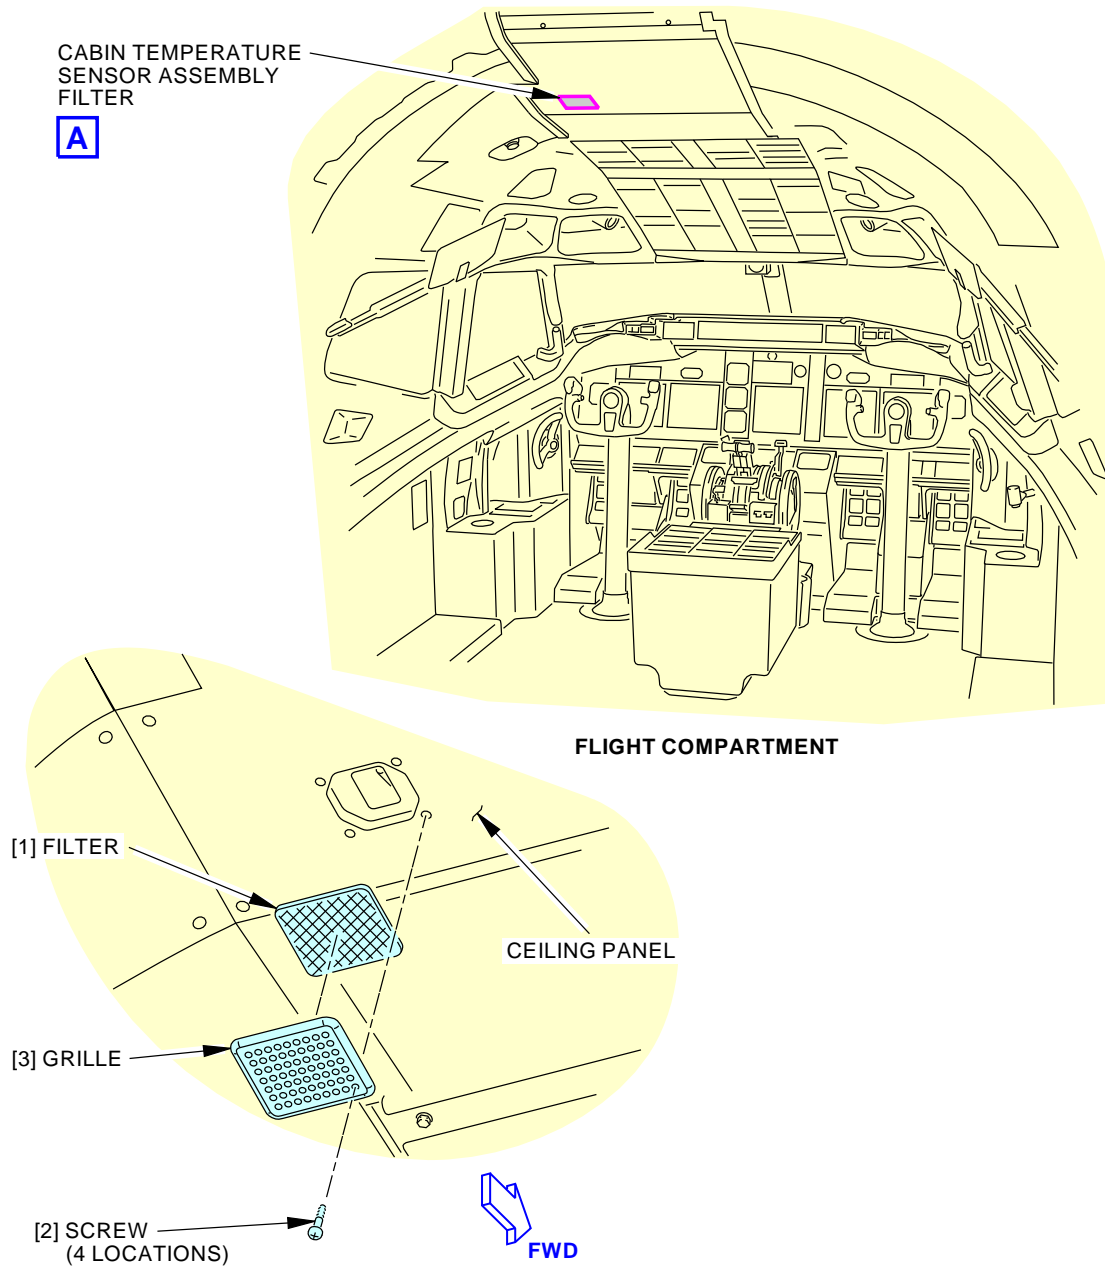 CABIN TEMPERATURE
SENSOR ASSEMBLY
FILTER
A
FLIGHT COMPARTMENT
[1] FILTER
CEILING PANEL
[3] GRILLE
[2] SCREW
(4 LOCATIONS)
FWD